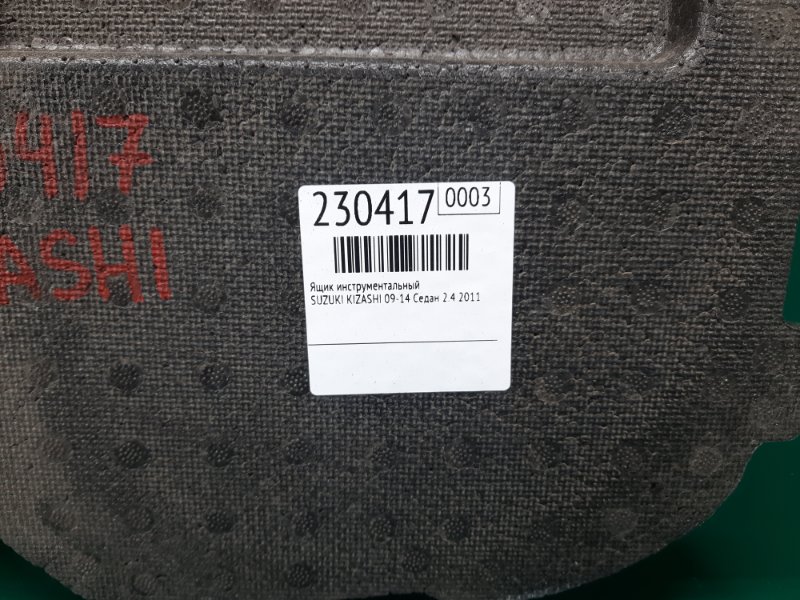 417
ASHI
230417 0003
Ящик инструментальный
SUZUKI KIZASHI 09-14 Седан 2.4 2011